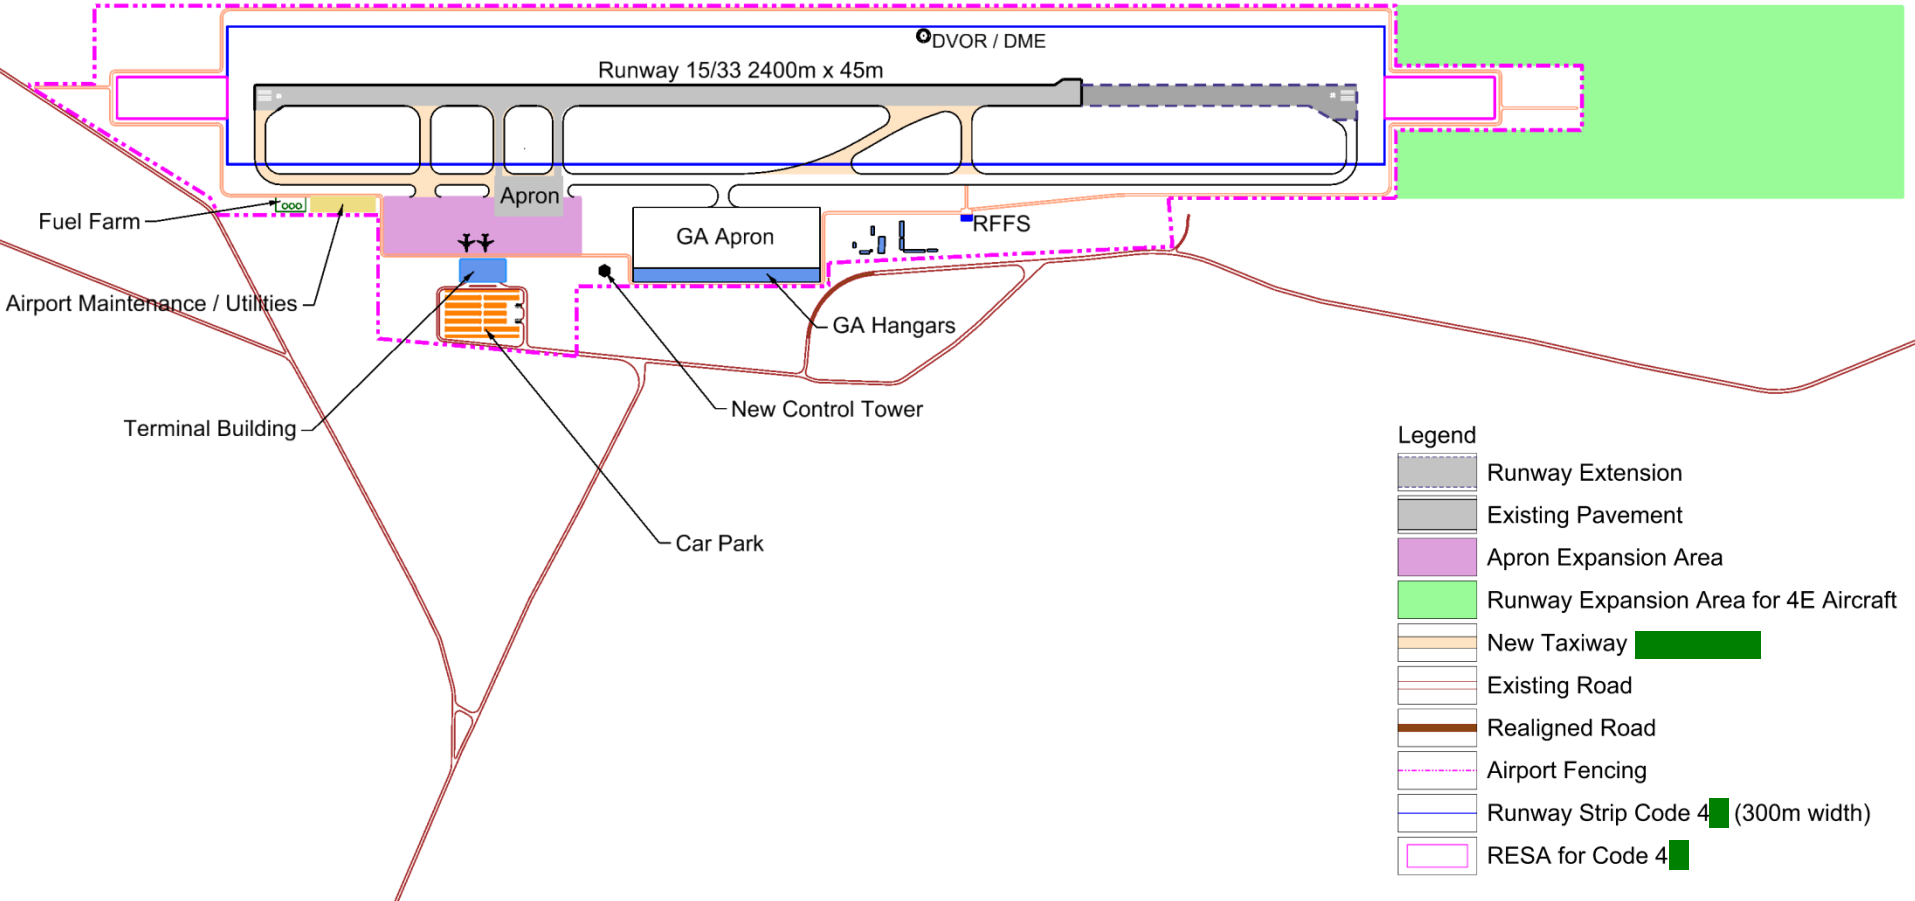 DVOR / DME
Runway 15/33 2400m x 45m
Apron
Fuel Farm
RFFS
GA Apron
Airport Maintenance / Utilities
GA Hangars
New Control Tower
Terminal Building
Car Park
Legend
Runway Extension
Existing Pavement
Apron Expansion Area
Runway Expansion Area for 4E Aircraft
New Taxiway
Existing Road
Realigned Road
Airport Fencing
Runway Strip Code 4 (300m width)
RESA for Code 4